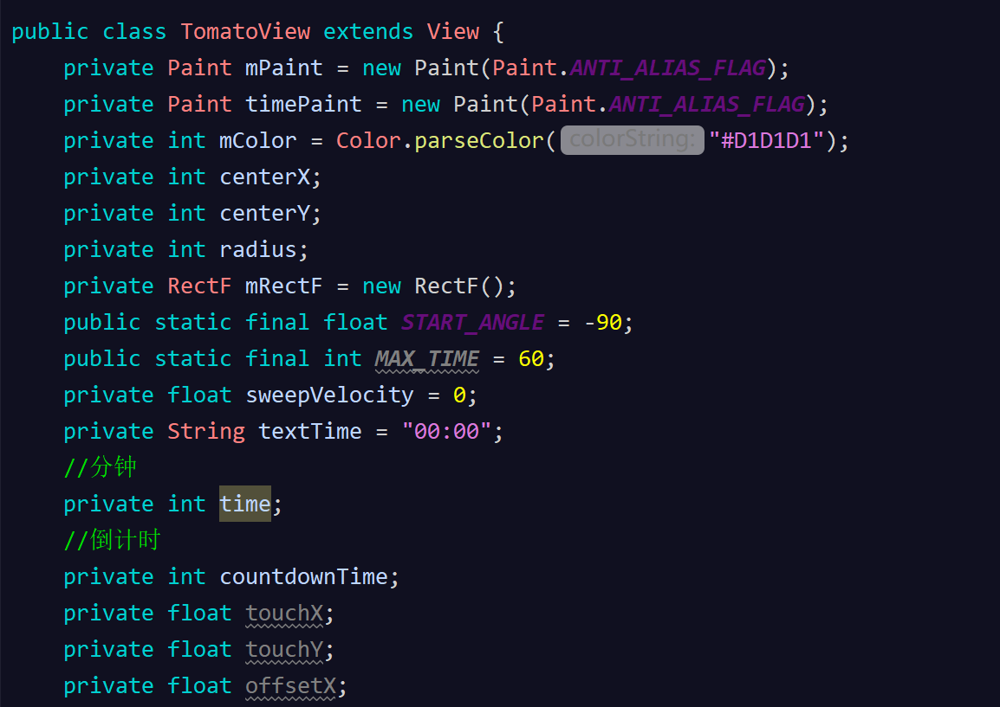 public class TomatoView extends View {
    private Paint mPaint = new Paint(Paint.ANTI_ALIAS_FLAG);
    private Paint timePaint = new Paint(Paint.ANTI_ALIAS_FLAG);
    private int mColor = Color.parseColor( colorString: "#D1D1D1");
    private int centerX;
    private int centerY;
    private int radius;
    private RectF mRectF = new RectF();
    public static final float START_ANGLE = -90;
    public static final int MAX_TIME = 60;
    private float sweepVelocity = 0;
    private String textTime = "00:00";
    //分钟
    private int time;
    //倒计时
    private int countdownTime;
    private float touchX;
    private float touchY;
    private float offsetX;